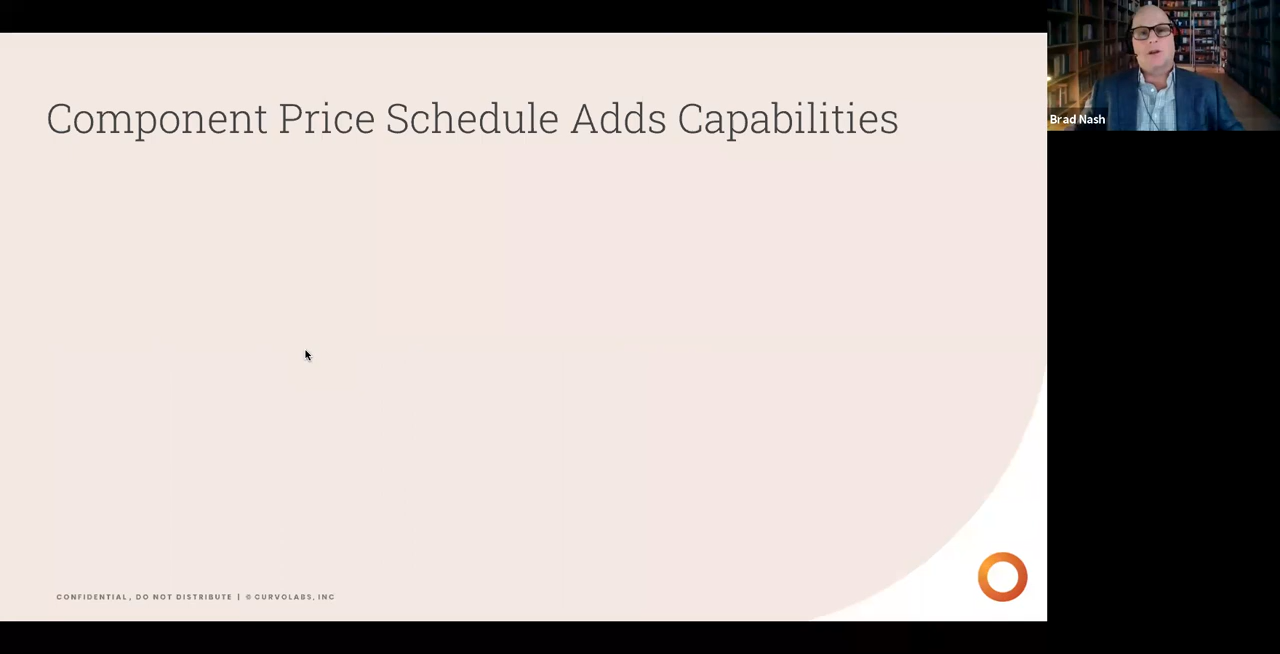 Component Price Schedule Adds Capabilities
Brad Nash
CONFIDENTIAL, DO NOT DISTRIBUTE | © CURVOLABS, INC